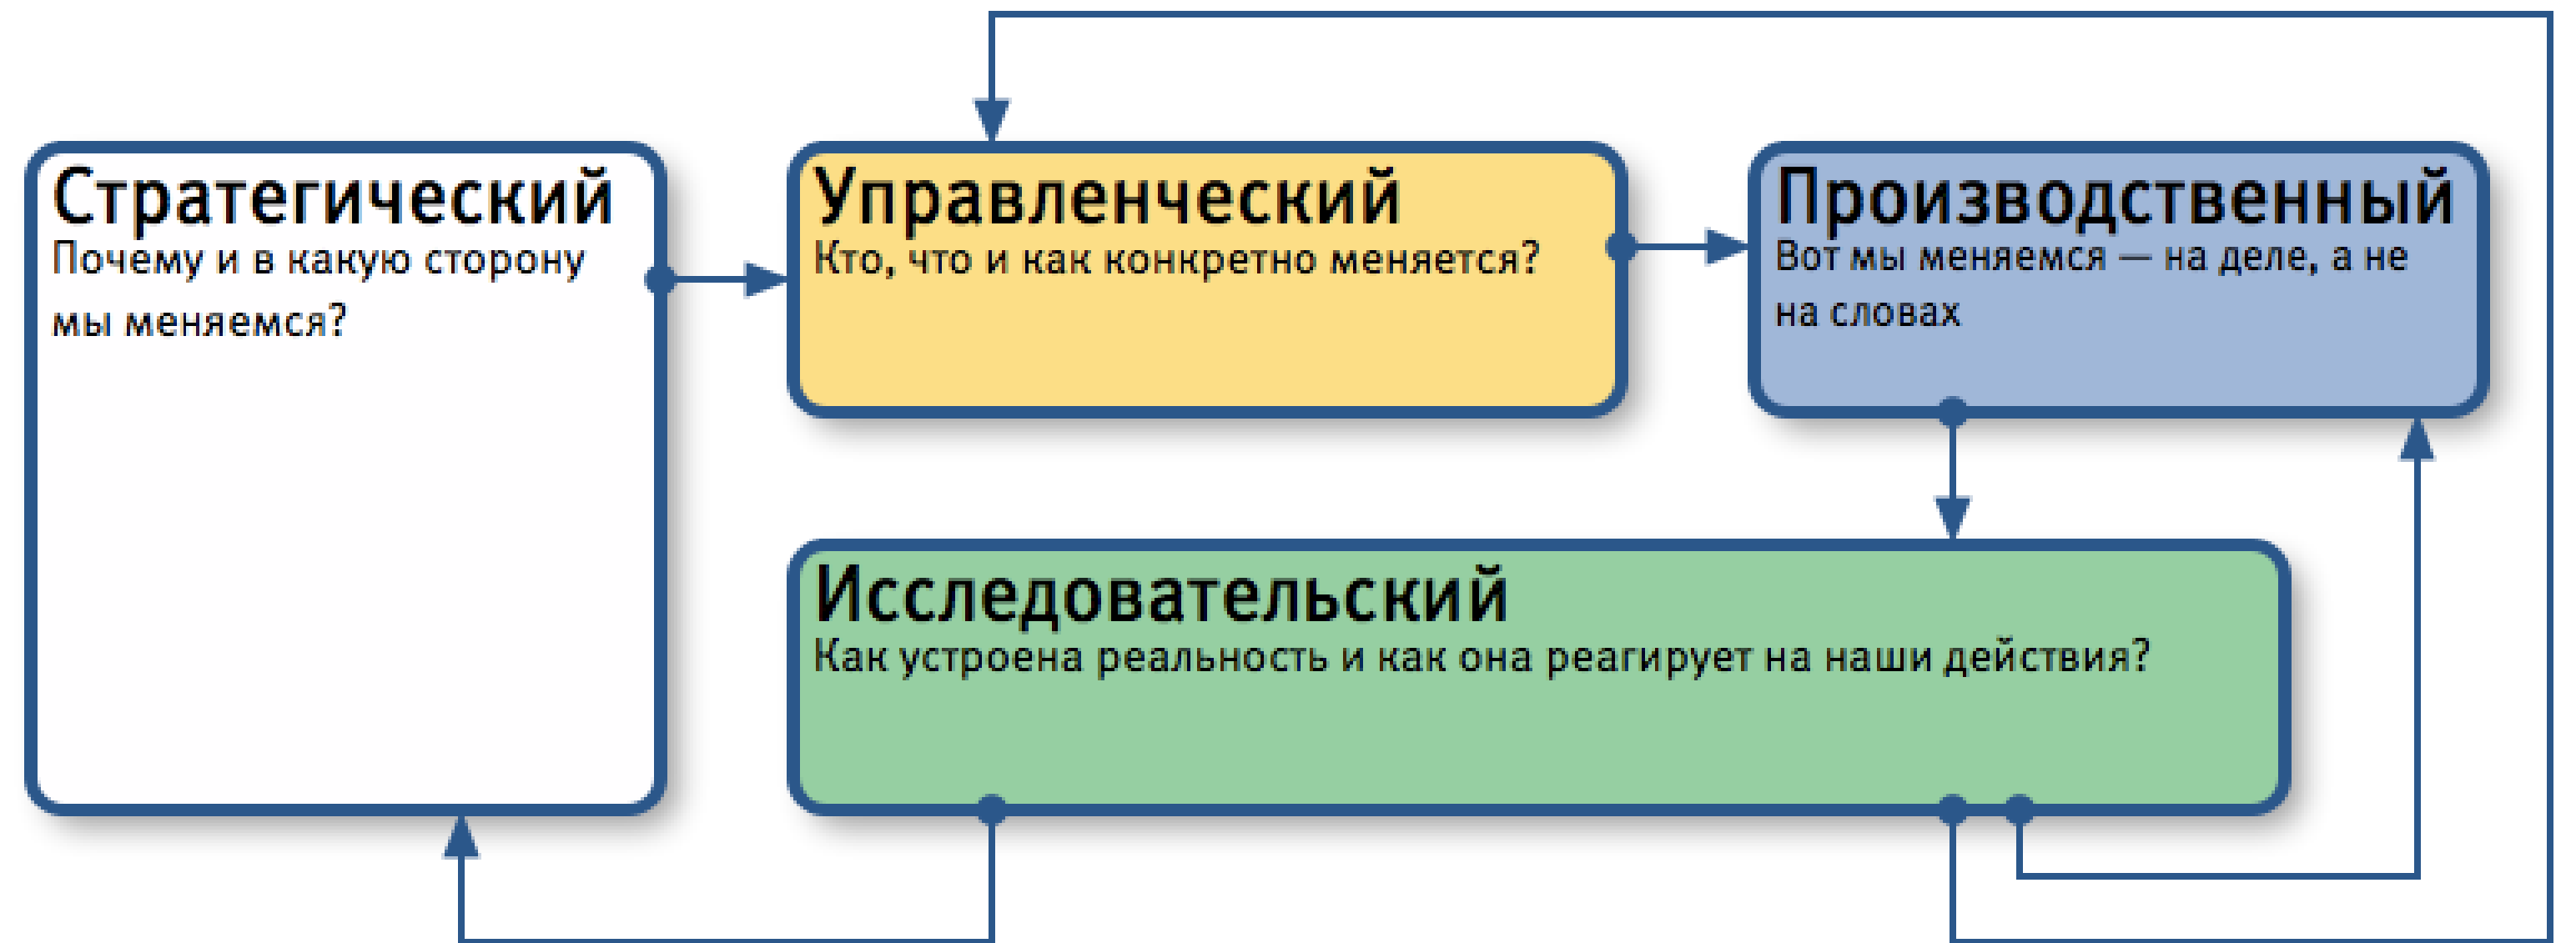 Стратегический
Почему и в какую сторону
мы меняемся?
Управленческий
Кто, что и как конкретно меняется?
Производственный
Вот мы меняемся — на деле, а не
на словах
Исследовательский
Как устроена реальность и как она реагирует на наши действия?